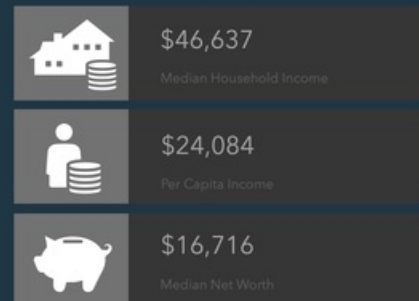 $46,637
Median Household Income
$24,084
Per Capita Income
$16,716
Median Net Worth